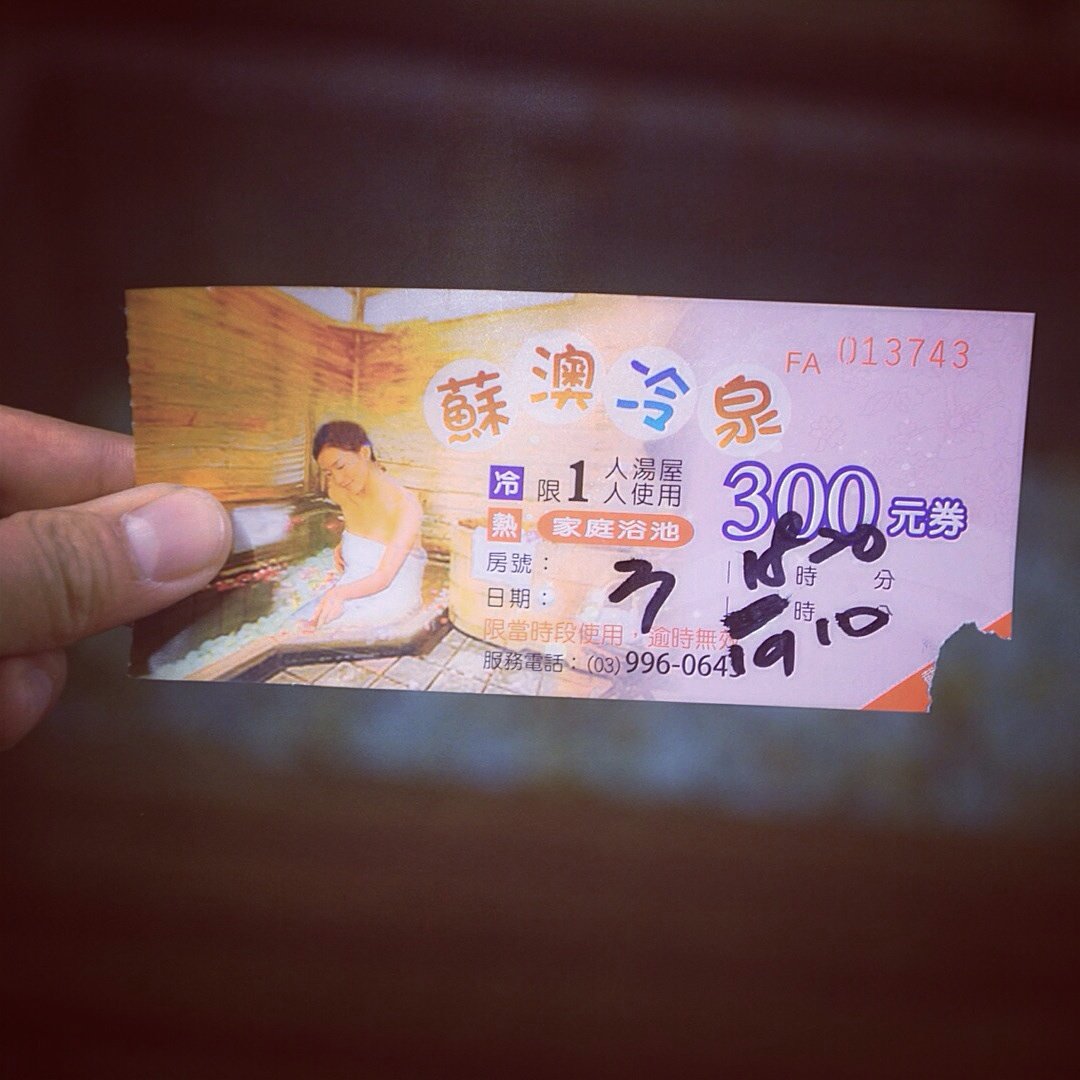 蘇澳冷泉
FA 013743
冷 限1人湯屋
人使用
300元券
熱 家庭浴池
房號：
日期： 7
18 時 20 分
19 時 10 分
限當時段使用，逾時無效
服務電話：(03)996-0645